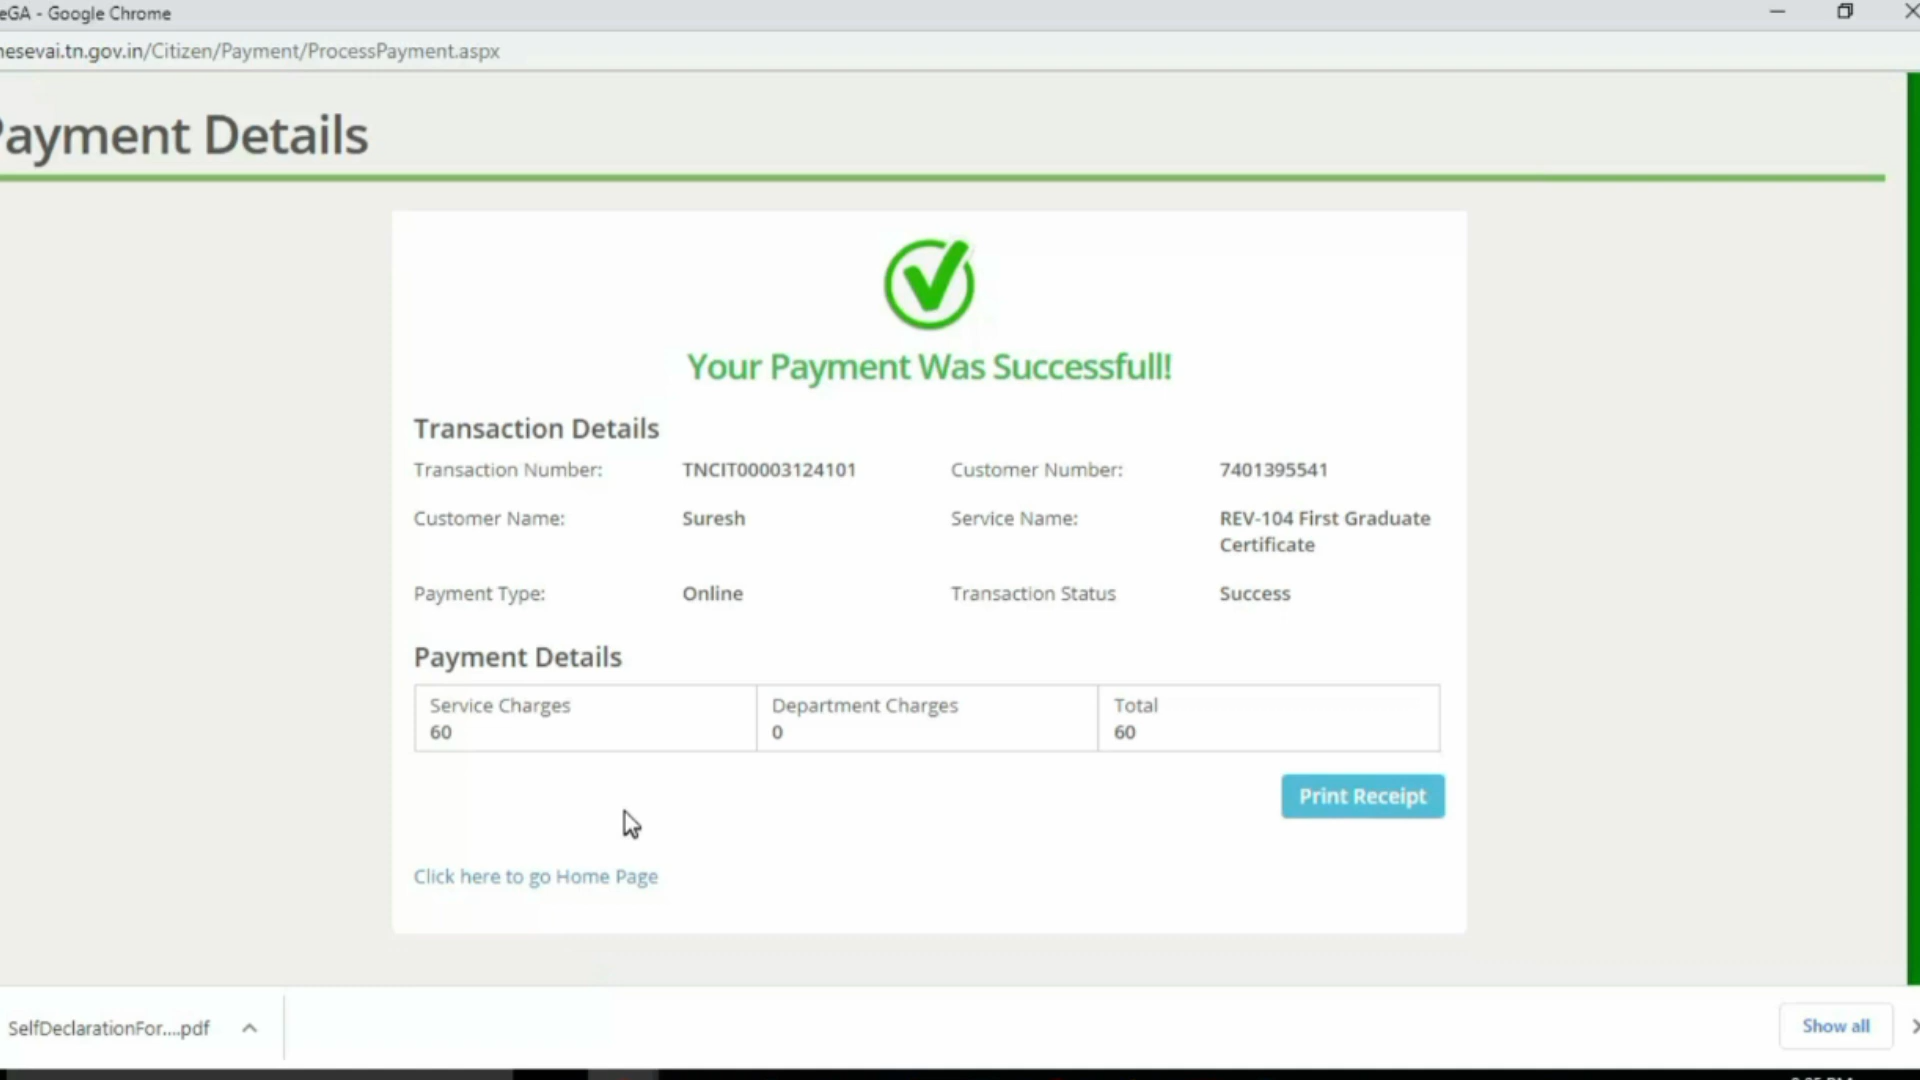 eGA - Google Chrome
esevai.tn.gov.in/Citizen/Payment/ProcessPayment.aspx
Payment Details
Your Payment Was Successfull!
Transaction Details
Transaction Number: TNCIT00003124101 Customer Number: 7401395541
Customer Name: Suresh Service Name: REV-104 First Graduate
Certificate
Payment Type: Online Transaction Status Success
Payment Details
Service Charges Department Charges Total
60 0 60
Print Receipt
Click here to go Home Page
SelfDeclarationFor....pdf
Show all